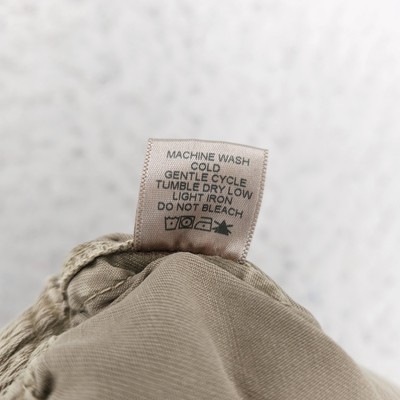 MACHINE WASH
COLD
GENTLE CYCLE
TUMBLE DRY LOW
LIGHT IRON
DO NOT BLEACH